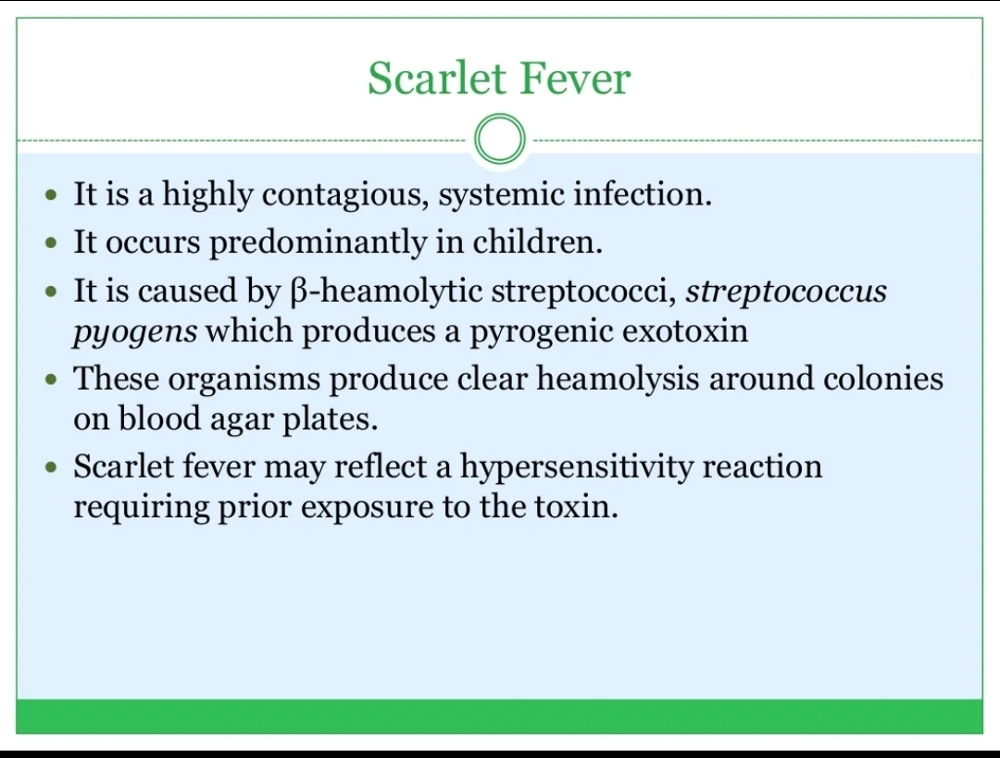 Scarlet Fever
• It is a highly contagious, systemic infection.
• It occurs predominantly in children.
• It is caused by β-heamolytic streptococci, streptococcus
pyogens which produces a pyrogenic exotoxin
• These organisms produce clear heamolysis around colonies
on blood agar plates.
• Scarlet fever may reflect a hypersensitivity reaction
requiring prior exposure to the toxin.